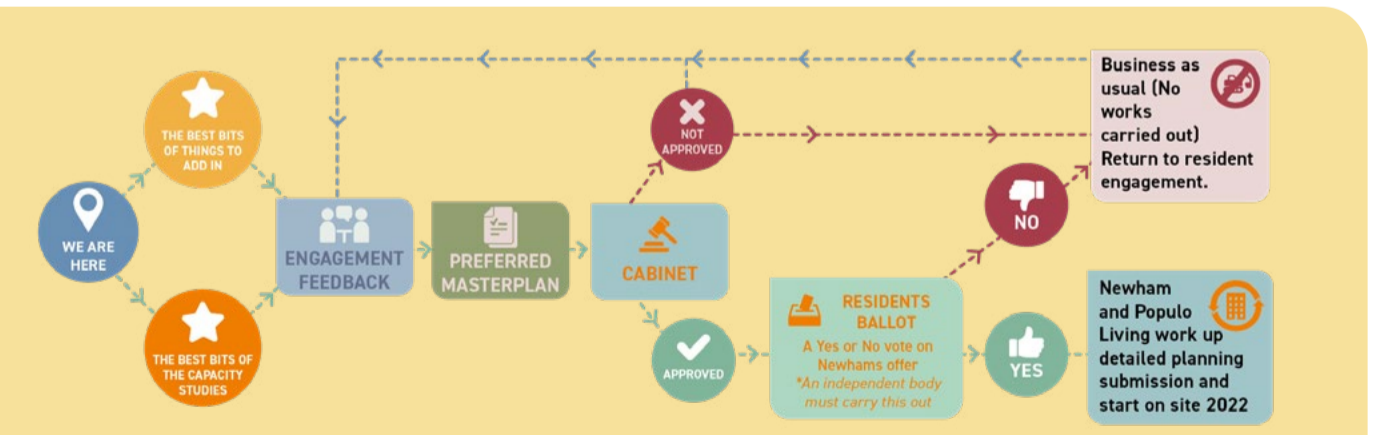 THE BEST BITS
OF THINGS TO
ADD IN
WE ARE
HERE
THE BEST BITS OF
THE CAPACITY
STUDIES
ENGAGEMENT
FEEDBACK
PREFERRED
MASTERPLAN
CABINET
NOT
APPROVED
APPROVED
RESIDENTS
BALLOT
A Yes or No vote on
Newhams offer
*An independent body
must carry this out
NO
YES
Business as
usual (No
works
carried out)
Return to resident
engagement.
Newham
and Populo
Living work up
detailed planning
submission and
start on site 2022